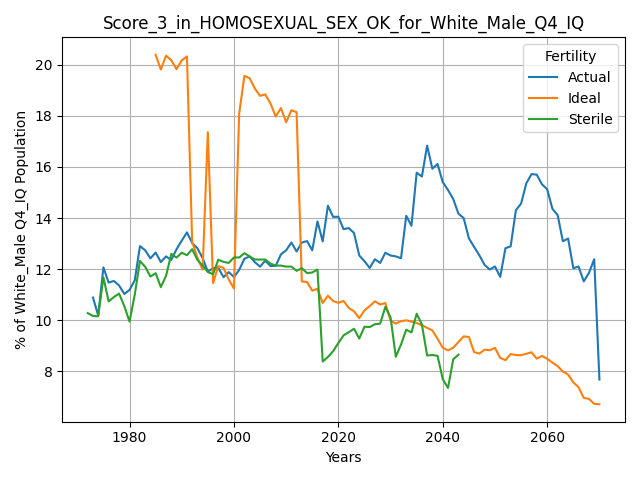 Score_3_in_HOMOSEXUAL_SEX_OK_for_White_Male_Q4_IQ
% of White_Male Q4_IQ Population
20
18
16
14
12
10
8
Fertility
Actual
Ideal
Sterile
1980
2000
2020
2040
2060
Years